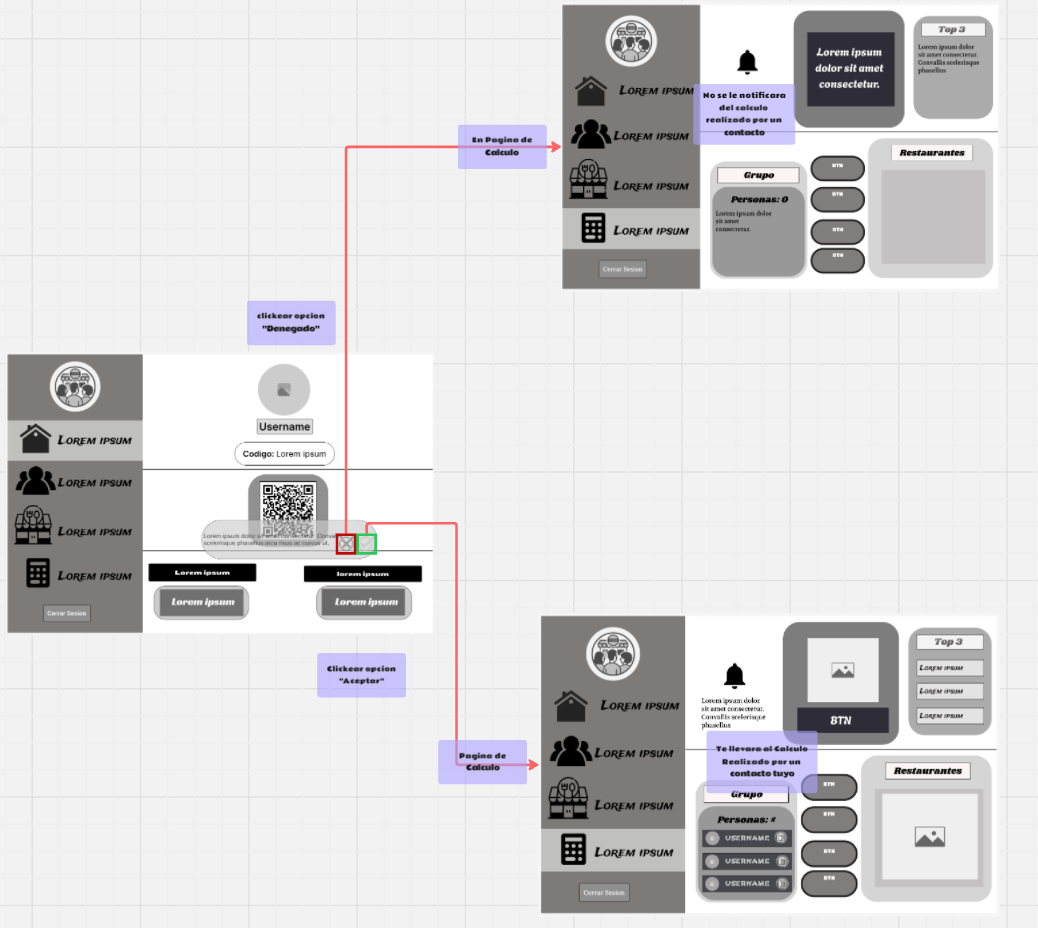 Lorem ipsum
dolor sit amet
consectetur.
Top 3
Lorem ipsum dolor
sit amet consectetur.
Convallis scelerisque
phasellus
Lorem ipsum
No se le notificara
del calculo
realizado por un
contacto
Lorem ipsum
En Pagina de
Calculo
Restaurantes
Grupo
BTN
Lorem ipsum
Personas: 0
BTN
Lorem ipsum dolor
sit amet
consectetur.
Lorem ipsum
BTN
BTN
Cerrar Sesion
clickear opcion
"Denegado"
Username
Lorem ipsum
Codigo: Lorem ipsum
Lorem ipsum
Lorem ipsum
Lorem ipsum dolor sit amet consectetur. Conva
scelerisque phasellus arcu risus ac cursus ut.
Lorem ipsum
lorem ipsum
Lorem ipsum
Lorem ipsum
Lorem ipsum
Cerrar Sesion
Clickear opcion
"Aceptar"
Top 3
Lorem ipsum
Lorem ipsum
Lorem ipsum
Lorem ipsum
Lorem ipsum dolor
sit amet consectetur.
Convallis scelerisque
phasellus
BTN
Pagina de
Calculo
Te llevara al Calculo
Realizado por un
contacto tuyo
Lorem ipsum
Restaurantes
Grupo
BTN
Lorem ipsum
Personas: #
BTN
USERNAME
Lorem ipsum
USERNAME
BTN
USERNAME
BTN
Cerrar Sesion